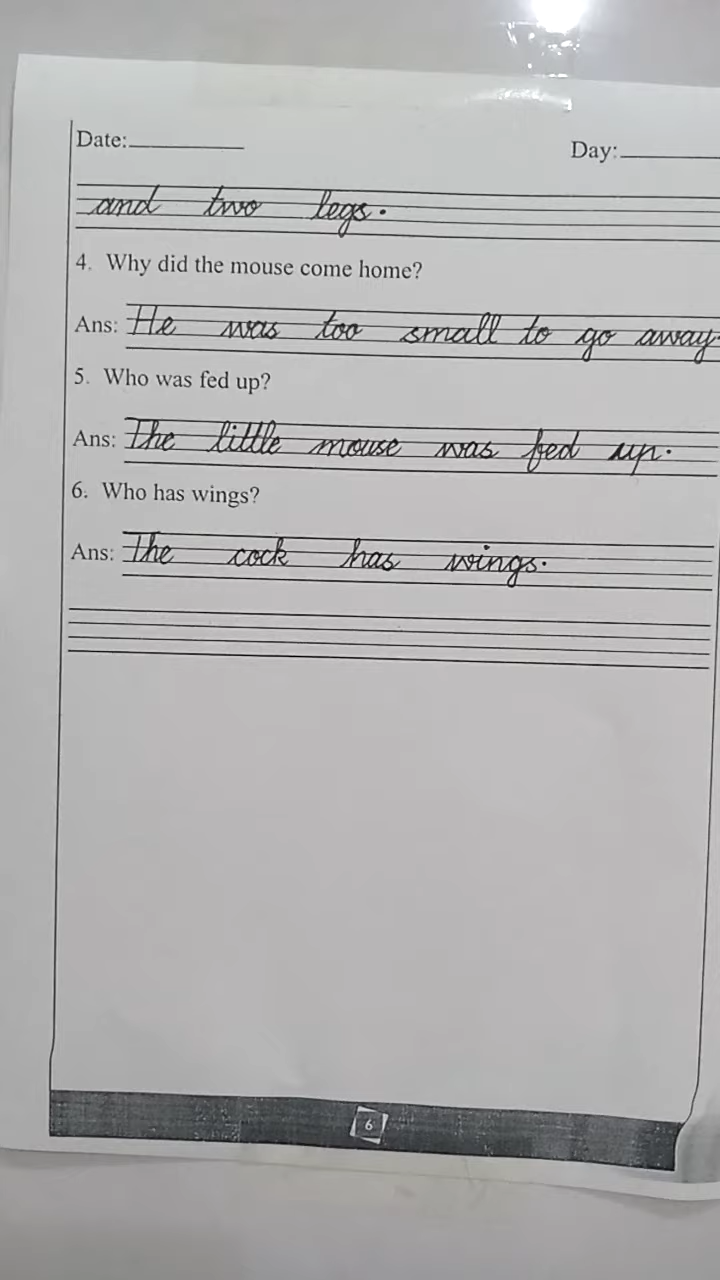 Date:
Day:
and two legs.
4. Why did the mouse come home?
Ans: He was too small to go away.
5. Who was fed up?
Ans: The little mouse was fed up.
6. Who has wings?
Ans: The cock has wings.
6